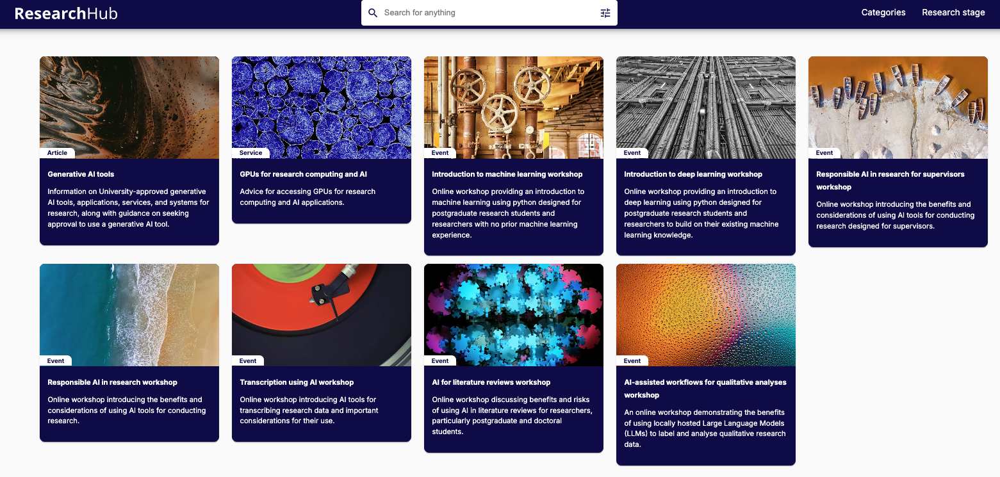 ResearchHub
Search for anything
Categories
Research stage
Article
Generative AI tools
Information on University-approved generative
AI tools, applications, services, and systems for
research, along with guidance on seeking
approval to use a generative AI tool.
Service
GPUs for research computing and AI
Advice for accessing GPUs for research
computing and AI applications.
Event
Introduction to machine learning workshop
Online workshop providing an introduction to
machine learning using python designed for
postgraduate research students and
researchers with no prior machine learning
experience.
Event
Introduction to deep learning workshop
Online workshop providing an introduction to
deep learning using python designed for
postgraduate research students and
researchers to build on their existing machine
learning knowledge.
Event
Responsible AI in research for supervisors
workshop
Online workshop introducing the benefits and
considerations of using AI tools for conducting
research designed for supervisors.
Event
Responsible AI in research workshop
Online workshop introducing the benefits and
considerations of using AI tools for conducting
research.
Event
Transcription using AI workshop
Online workshop introducing AI tools for
transcribing research data and important
considerations for their use.
Event
AI for literature reviews workshop
Online workshop discussing benefits and risks
of using AI in literature reviews for researchers,
particularly postgraduate and doctoral
students.
Event
AI-assisted workflows for qualitative analyses
workshop
An online workshop demonstrating the benefits
of using locally hosted Large Language Models
(LLMs) to label and analyse qualitative research
data.